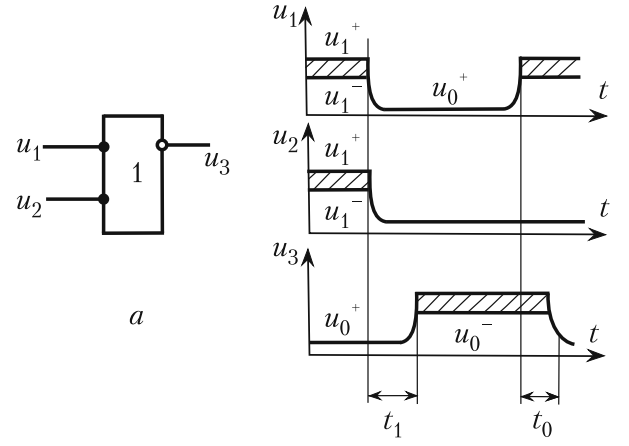 u₁
u₂
1
u₃
а
u₁
u₁⁺
u₁⁻
u₀⁺
t
u₂
u₁⁺
u₁⁻
t
u₃
u₀⁺
u₀⁻
t
t₁
t₀